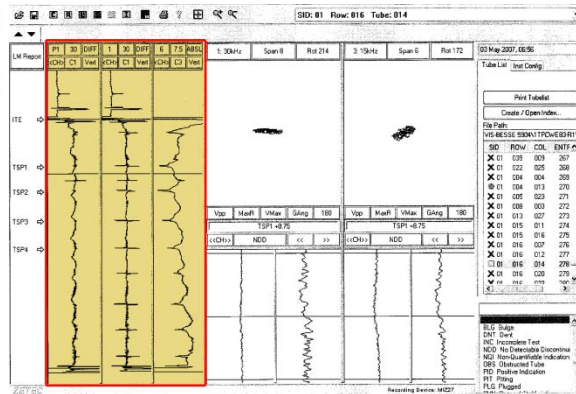 SID: 01 Row: 016 Tube: 014
LM Report
P1 30 DIFF
<CH> C1 Vert
1 30 DIFF
<CH> C1 Vert
6 7.5 ABSL
<CH> C3 Vert
1: 30kHz Span 8 Rot 214
3: 15kHz Span 6 Rot 172
03 May 2007, 06:56
Tube List Inst Config
Print Tubelist
Create / Open Index...
File Path:
SID ROW COL ENTR
01 039 009 267
01 022 025 268
01 004 004 269
01 004 013 270
01 005 023 271
01 008 003 272
01 013 027 273
01 015 011 274
01 015 016 275
01 016 007 276
01 016 012 277
01 016 014 278
01 016 020 279
ITE
TSP1
TSP2
TSP3
TSP4
Vpp MaxR VMax GAng 180
TSP1 +8.75
<<CH>> NDD << >>
Vpp MaxR VMax GAng 180
TSP1 +8.75
<<CH>> NDD << >>
BLG Bulge
DNT Dent
INC Incomplete Test
NDD No Detectable Discontinui
NQI Non-Quantifiable Indication
OBS Obstructed Tube
PID Positive Indication
PIT Pitting
PLG Plugged
ZETEC
Recording Device: MIZ27